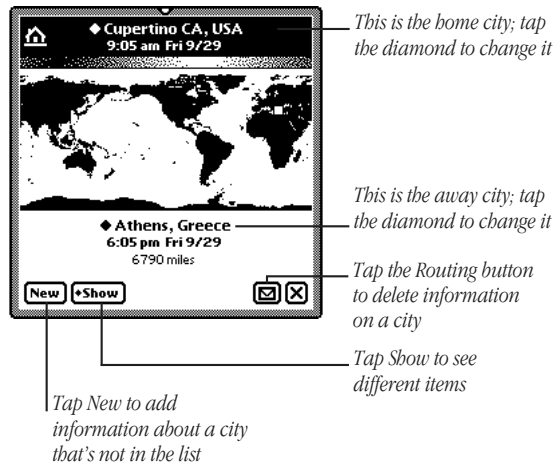 Cupertino CA, USA
9:05 am Fri 9/29
This is the home city; tap
the diamond to change it
Athens, Greece
6:05 pm Fri 9/29
6790 miles
This is the away city; tap
the diamond to change it
New
Show
Tap the Routing button
to delete information
on a city
Tap Show to see
different items
Tap New to add
information about a city
that's not in the list